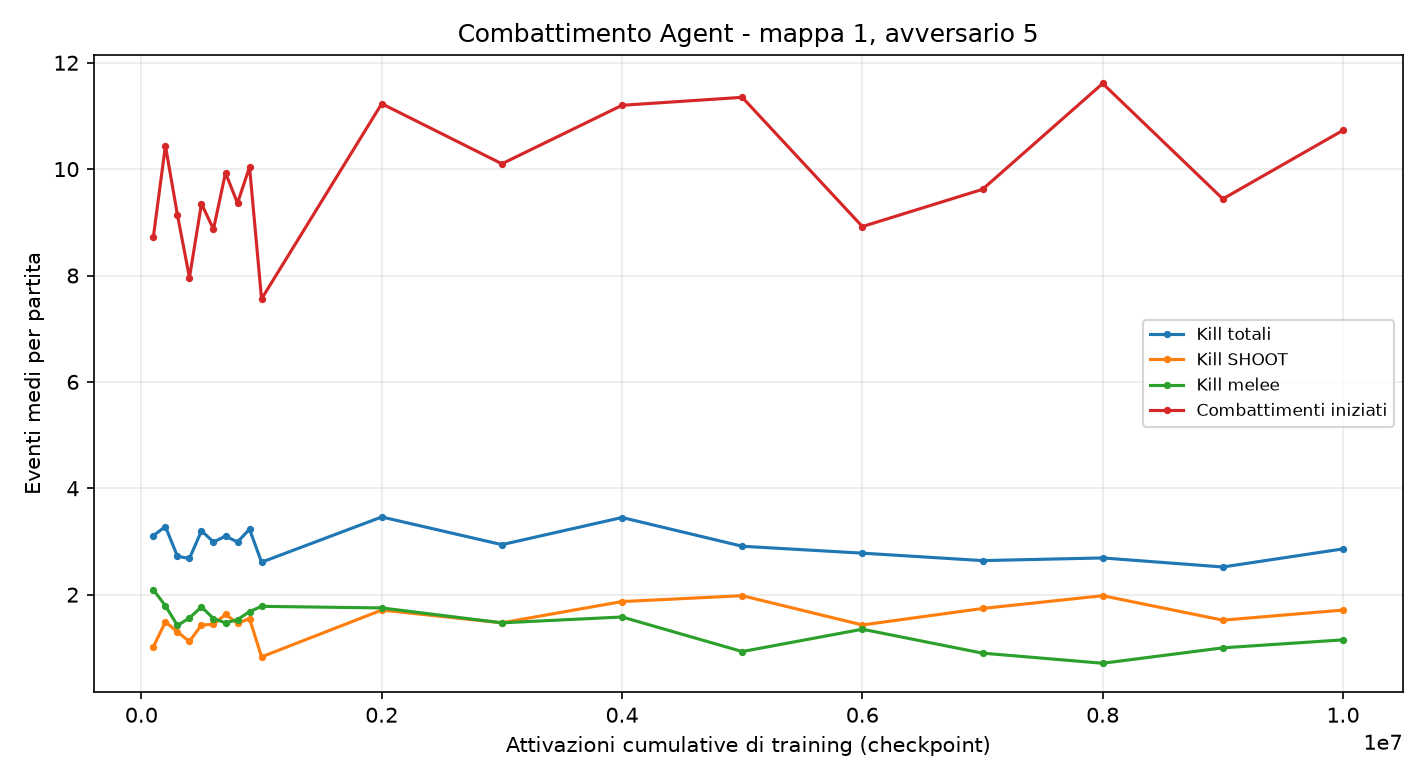 Combattimento Agent - mappa 1, avversario 5
Eventi medi per partita
12
10
8
6
4
2
Kill totali
Kill SHOOT
Kill melee
Combattimenti iniziati
0.0 0.2 0.4 0.6 0.8 1.0
1e7
Attivazioni cumulative di training (checkpoint)